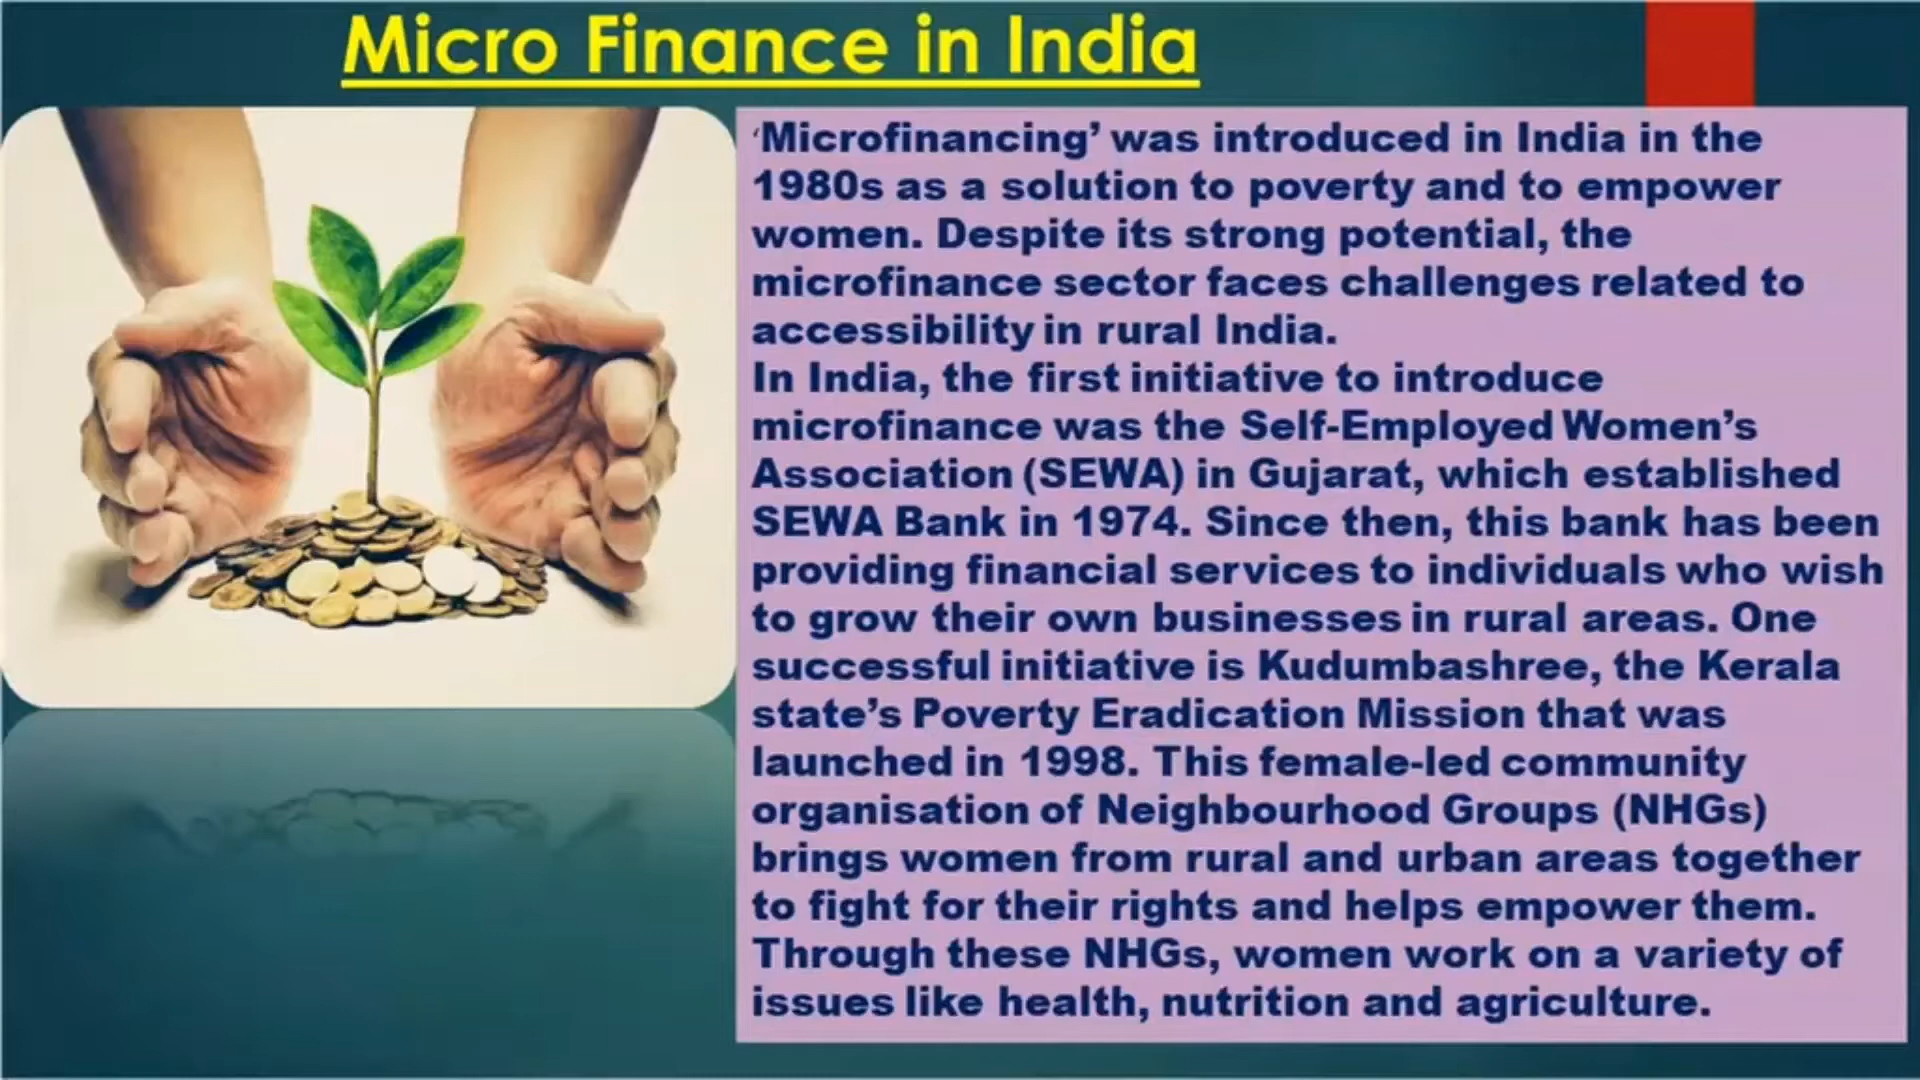 Micro Finance in India
‘Microfinancing’ was introduced in India in the
1980s as a solution to poverty and to empower
women. Despite its strong potential, the
microfinance sector faces challenges related to
accessibility in rural India.
In India, the first initiative to introduce
microfinance was the Self-Employed Women’s
Association (SEWA) in Gujarat, which established
SEWA Bank in 1974. Since then, this bank has been
providing financial services to individuals who wish
to grow their own businesses in rural areas. One
successful initiative is Kudumbashree, the Kerala
state’s Poverty Eradication Mission that was
launched in 1998. This female-led community
organisation of Neighbourhood Groups (NHGs)
brings women from rural and urban areas together
to fight for their rights and helps empower them.
Through these NHGs, women work on a variety of
issues like health, nutrition and agriculture.